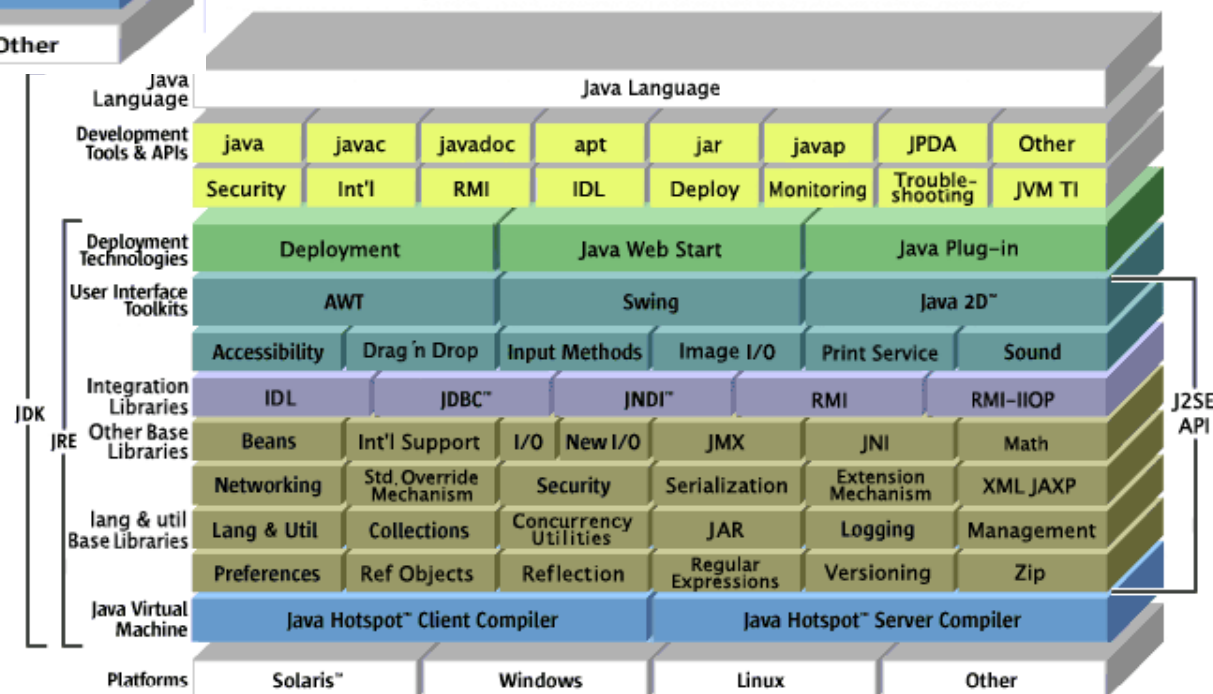 Other
Java Language
Java Language
Development Tools & APIs
java javac javadoc apt jar javap JPDA Other
Security Int'l RMI IDL Deploy Monitoring Trouble-shooting JVM TI
Deployment Technologies
Deployment Java Web Start Java Plug-in
User Interface Toolkits
AWT Swing Java 2D™
Accessibility Drag 'n Drop Input Methods Image I/O Print Service Sound
Integration Libraries
IDL JDBC™ JNDI™ RMI RMI-IIOP
JDK
JRE
J2SE API
Other Base Libraries
Beans Int'l Support I/O New I/O JMX JNI Math
Networking Std. Override Mechanism Security Serialization Extension Mechanism XML JAXP
lang & util Base Libraries
Lang & Util Collections Concurrency Utilities JAR Logging Management
Preferences Ref Objects Reflection Regular Expressions Versioning Zip
Java Virtual Machine
Java Hotspot™ Client Compiler Java Hotspot™ Server Compiler
Platforms
Solaris™ Windows Linux Other